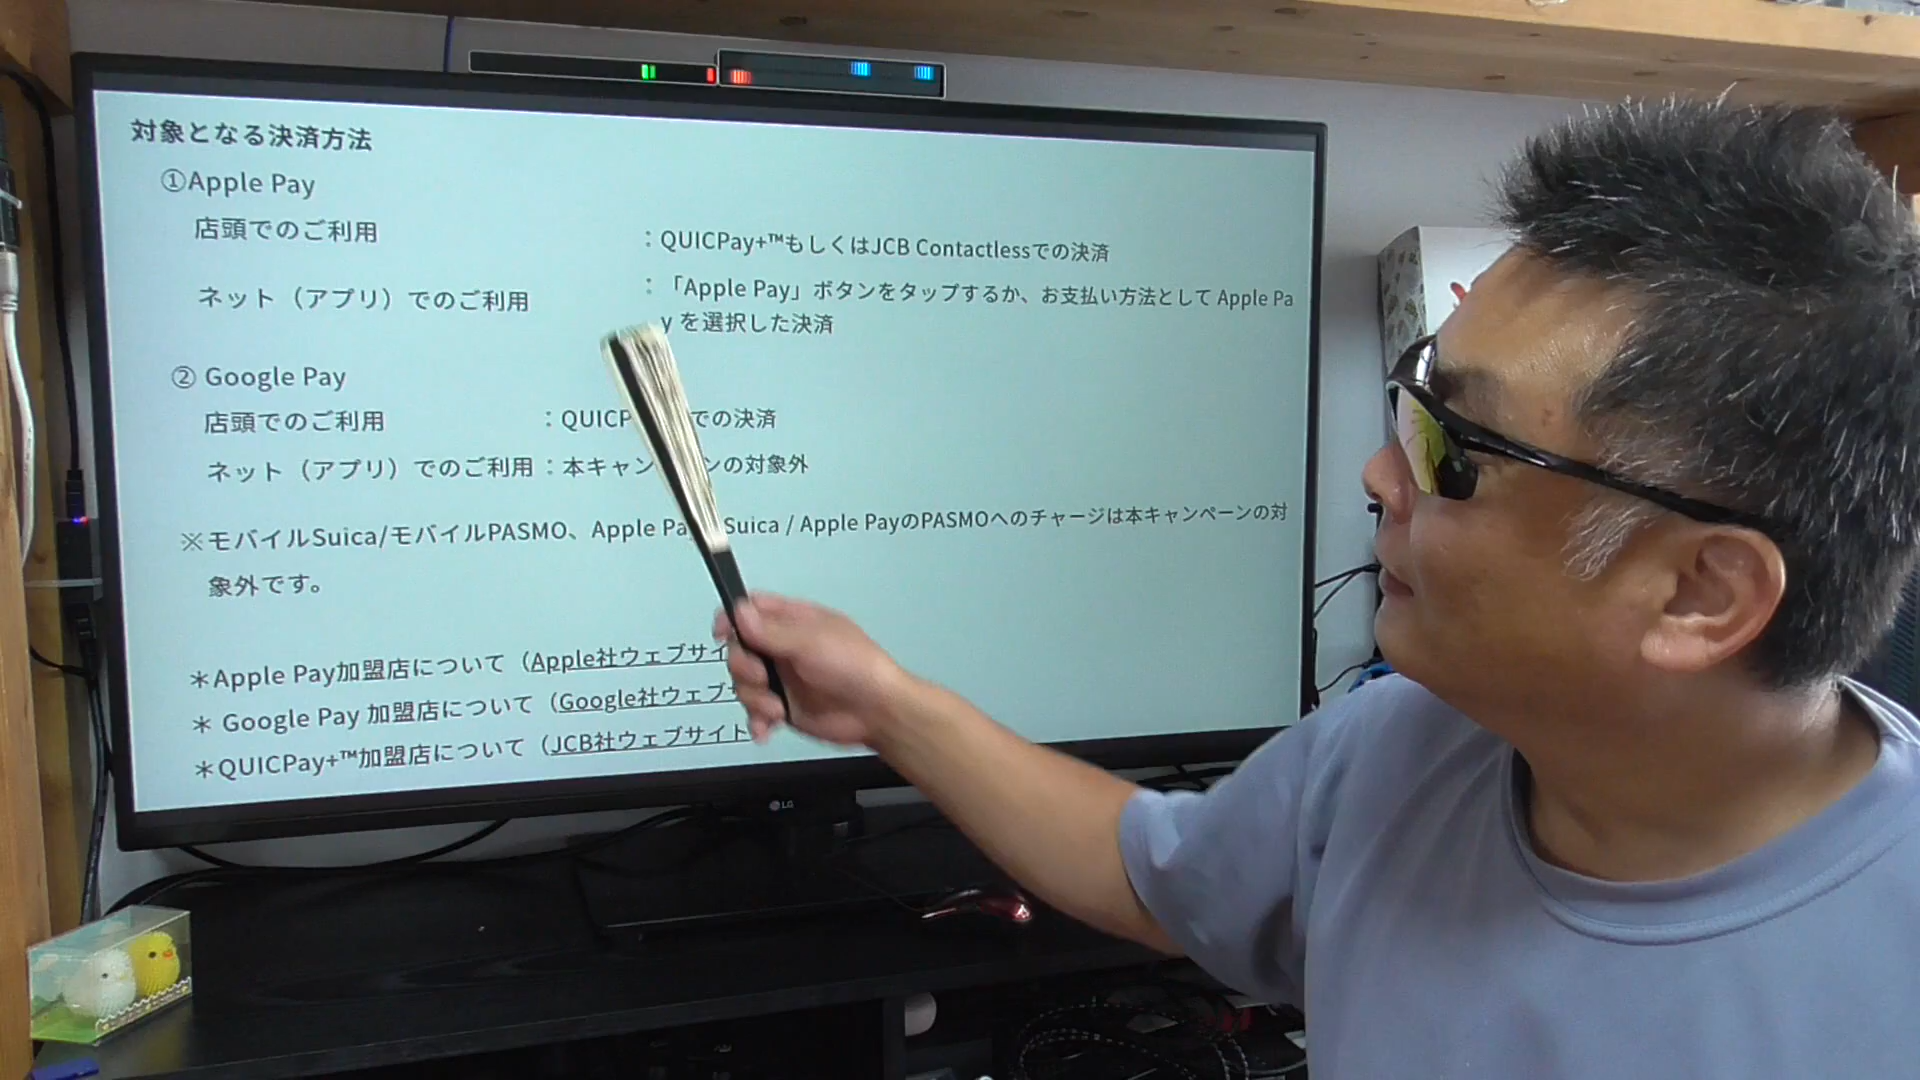 対象となる決済方法
①Apple Pay
店頭でのご利用 ：QUICPay+™もしくはJCB Contactlessでの決済
ネット（アプリ）でのご利用 ：「Apple Pay」ボタンをタップするか、お支払い方法として Apple Pa
y を選択した決済
② Google Pay
店頭でのご利用 ：QUICP での決済
ネット（アプリ）でのご利用：本キャン ンの対象外
※モバイルSuica/モバイルPASMO、Apple Pa Suica / Apple PayのPASMOへのチャージは本キャンペーンの対
象外です。
＊Apple Pay加盟店について（Apple社ウェブサイ
＊ Google Pay 加盟店について（Google社ウェブサ
＊QUICPay+™加盟店について（JCB社ウェブサイト
LG